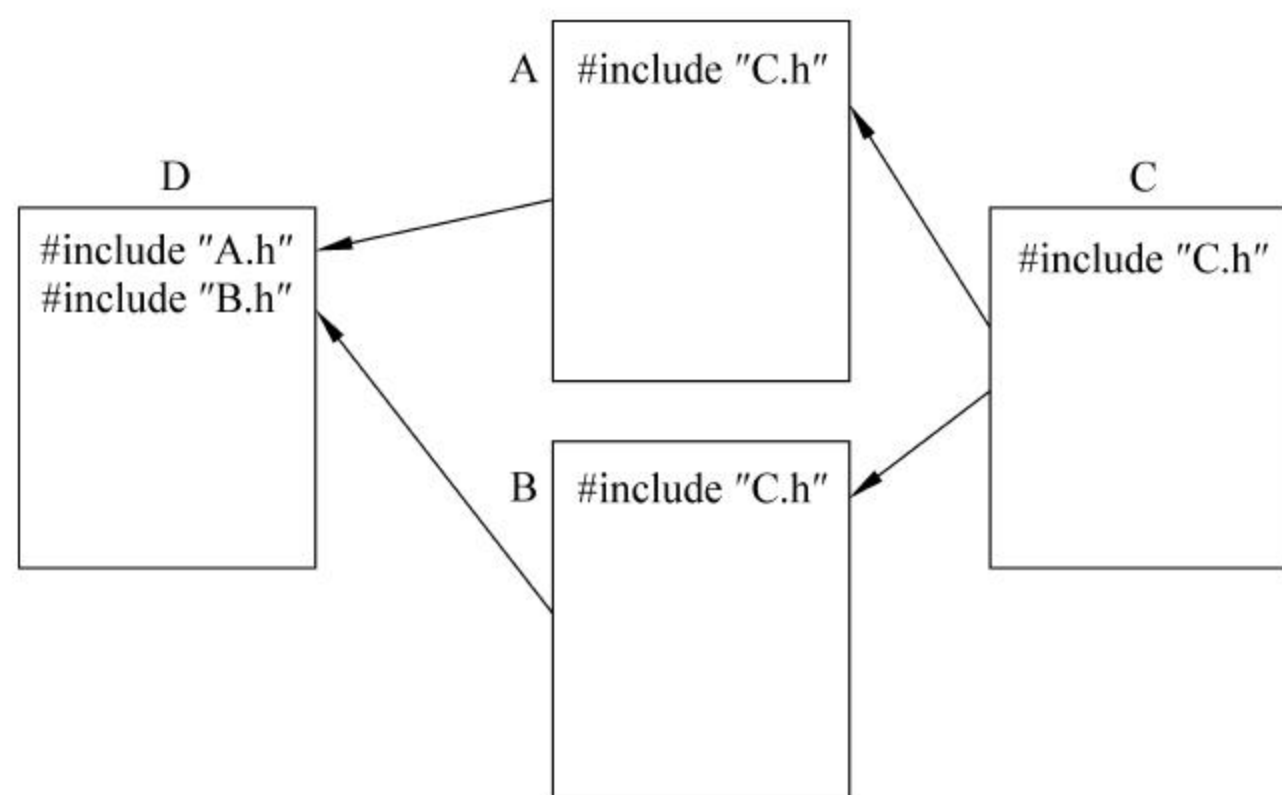 A
#include "C.h"
D
#include "A.h"
#include "B.h"
C
#include "C.h"
B
#include "C.h"